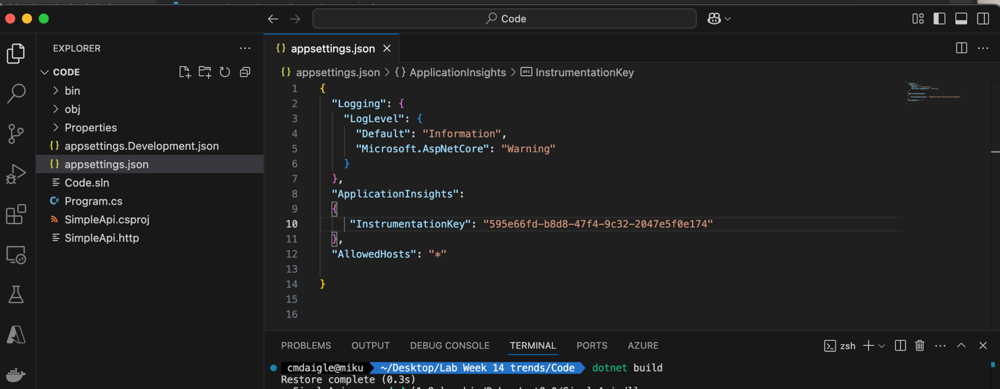 Code
EXPLORER
CODE
bin
obj
Properties
{} appsettings.Development.json
{} appsettings.json
Code.sln
C# Program.cs
SimpleApi.csproj
SimpleApi.http
{} appsettings.json
{} appsettings.json > {} ApplicationInsights > abc InstrumentationKey
1 {
2 "Logging": {
3 "LogLevel": {
4 "Default": "Information",
5 "Microsoft.AspNetCore": "Warning"
6 }
7 },
8 "ApplicationInsights":
9 {
10 "InstrumentationKey": "595e66fd-b8d8-47f4-9c32-2047e5f0e174"
11 },
12 "AllowedHosts": "*"
13
14 }
15
16
PROBLEMS OUTPUT DEBUG CONSOLE TERMINAL PORTS AZURE
zsh
cmdaigle@miku ~/Desktop/Lab Week 14 trends/Code dotnet build
Restore complete (0.3s)